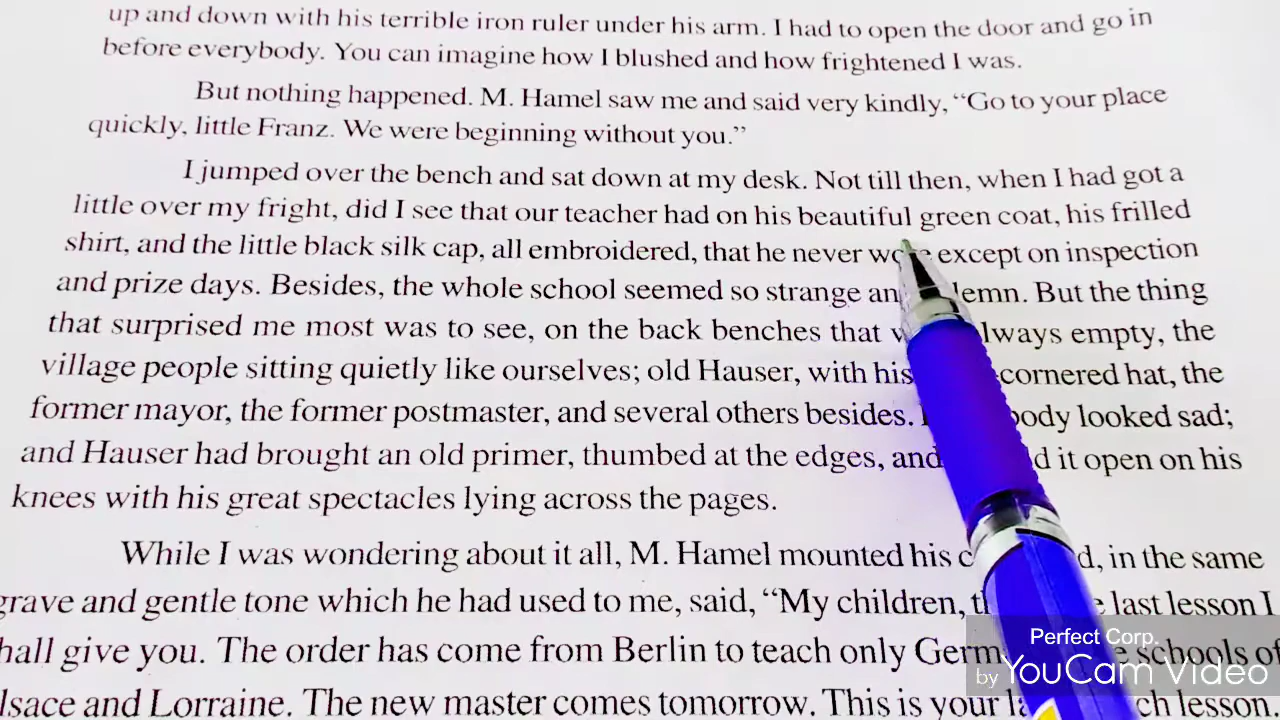 up and down with his terrible iron ruler under his arm. I had to open the door and go in
before everybody. You can imagine how I blushed and how frightened I was.
But nothing happened. M. Hamel saw me and said very kindly, “Go to your place
quickly, little Franz. We were beginning without you.”
I jumped over the bench and sat down at my desk. Not till then, when I had got a
little over my fright, did I see that our teacher had on his beautiful green coat, his frilled
shirt, and the little black silk cap, all embroidered, that he never wore except on inspection
and prize days. Besides, the whole school seemed so strange an lemn. But the thing
that surprised me most was to see, on the back benches that lways empty, the
village people sitting quietly like ourselves; old Hauser, with his cornered hat, the
former mayor, the former postmaster, and several others besides. body looked sad;
and Hauser had brought an old primer, thumbed at the edges, and d it open on his
knees with his great spectacles lying across the pages.
While I was wondering about it all, M. Hamel mounted his c d, in the same
grave and gentle tone which he had used to me, said, “My children, t e last lesson I
hall give you. The order has come from Berlin to teach only Germ e schools of
lsace and Lorraine. The new master comes tomorrow. This is your la ch lesson.
Perfect Corp.
by YouCam Video